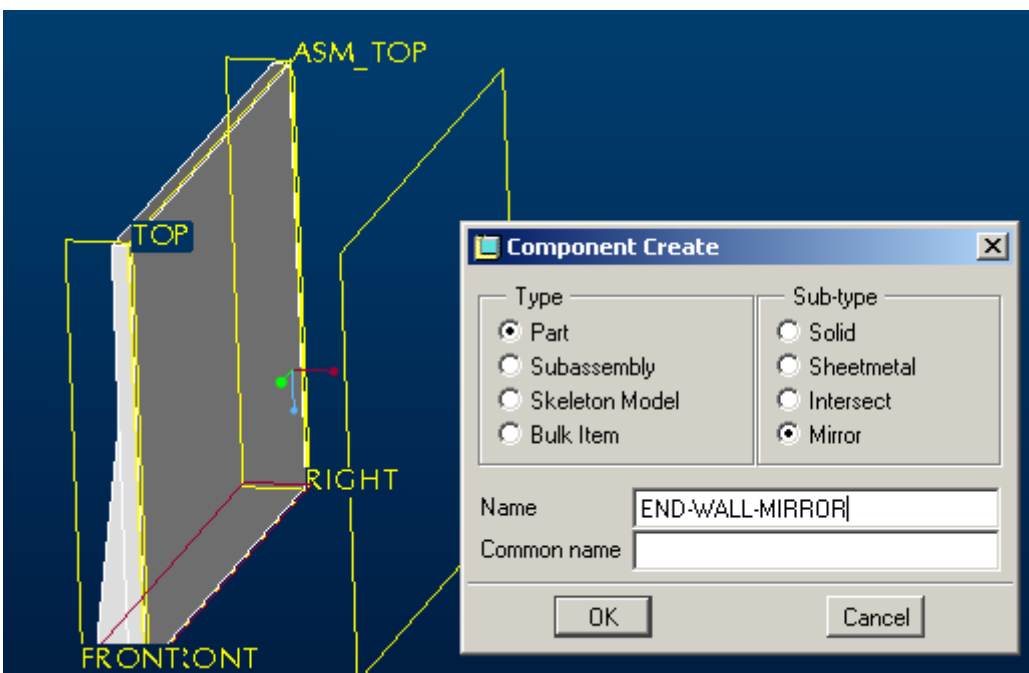 ASM_TOP
TOP
RIGHT
FRONT:ONT
Component Create
Type
Part
Subassembly
Skeleton Model
Bulk Item
Sub-type
Solid
Sheetmetal
Intersect
Mirror
Name END-WALL-MIRROR
Common name
OK Cancel